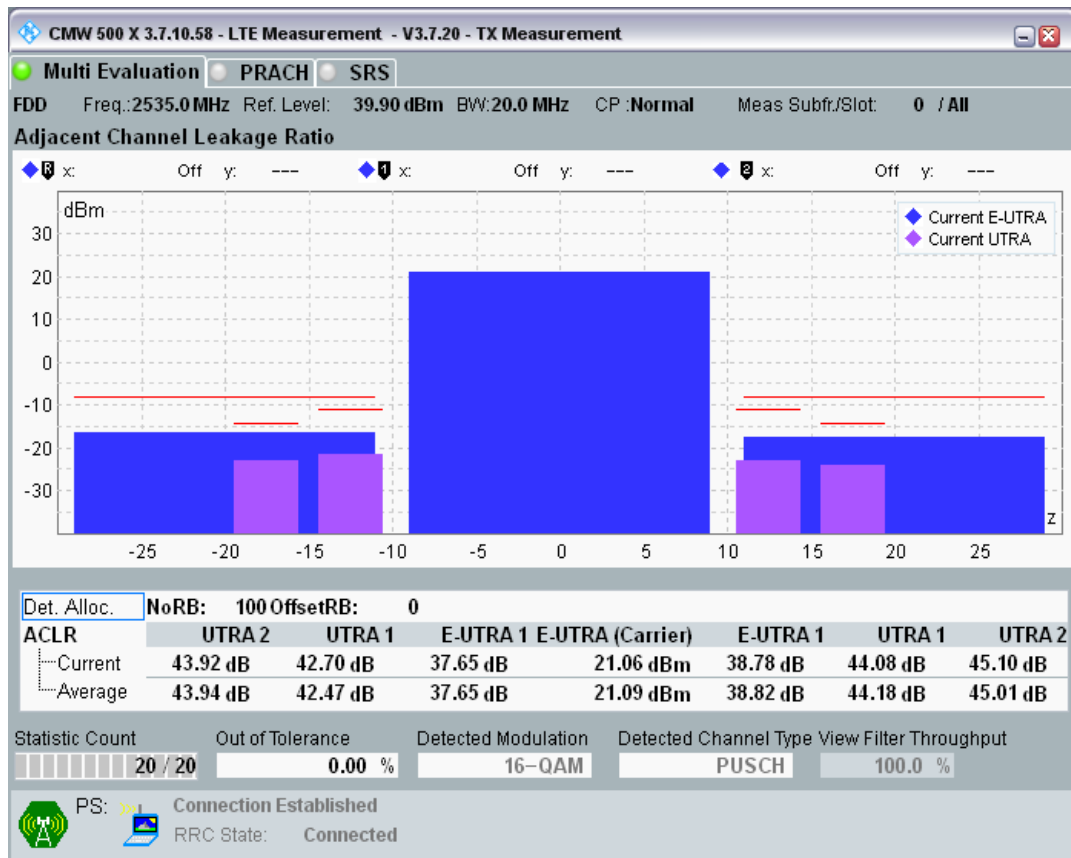 CMW 500 X 3.7.10.58 - LTE Measurement - V3.7.20 - TX Measurement
Multi Evaluation PRACH SRS
FDD Freq.:2535.0 MHz Ref. Level: 39.90 dBm BW:20.0 MHz CP :Normal Meas Subfr./Slot: 0 / All
Adjacent Channel Leakage Ratio
R x: Off y: --- 1 x: Off y: --- 2 x: Off y: ---
dBm
Current E-UTRA
Current UTRA
30
20
10
0
-10
-20
-30
z
-25 -20 -15 -10 -5 0 5 10 15 20 25
Det. Alloc. NoRB: 100 OffsetRB: 0
ACLR UTRA 2 UTRA 1 E-UTRA 1 E-UTRA (Carrier) E-UTRA 1 UTRA 1 UTRA 2
Current 43.92 dB 42.70 dB 37.65 dB 21.06 dBm 38.78 dB 44.08 dB 45.10 dB
Average 43.94 dB 42.47 dB 37.65 dB 21.09 dBm 38.82 dB 44.18 dB 45.01 dB
Statistic Count Out of Tolerance Detected Modulation Detected Channel Type View Filter Throughput
20 / 20 0.00 % 16-QAM PUSCH 100.0 %
PS: Connection Established
RRC State: Connected